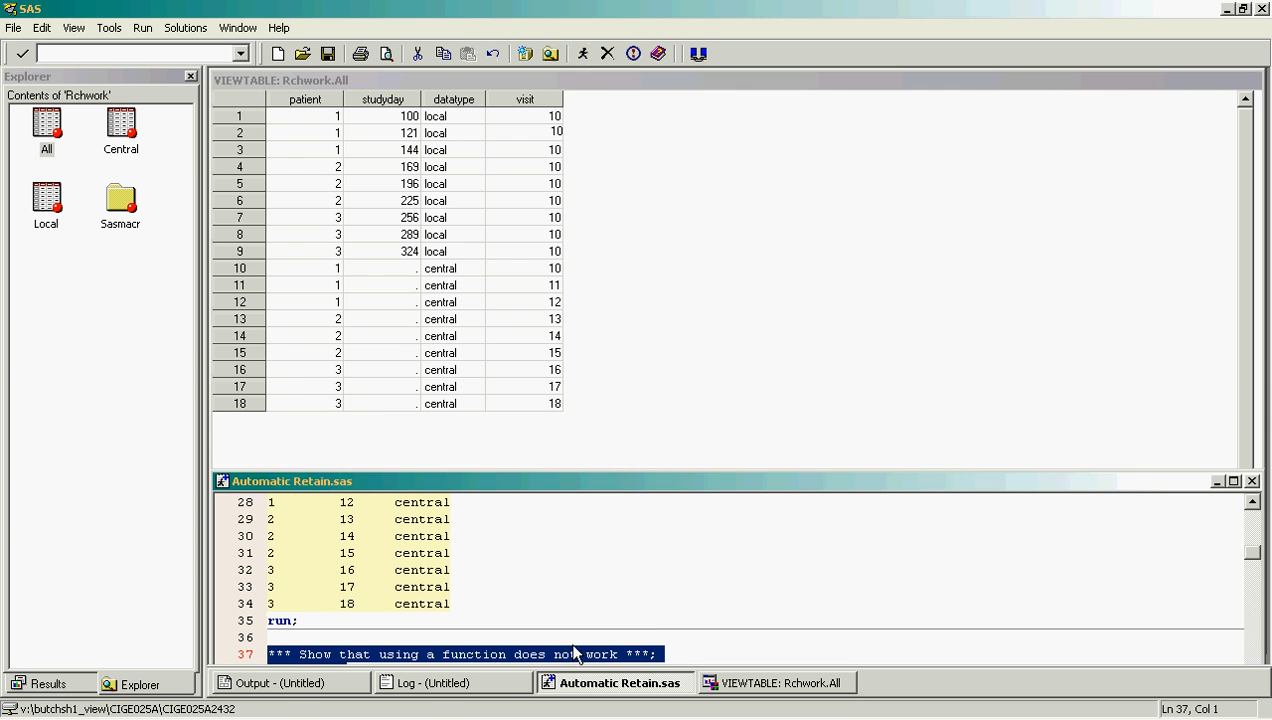 SAS
File Edit View Tools Run Solutions Window Help
Explorer
Contents of 'Rchwork'
All Central
Local Sasmacr
VIEWTABLE: Rchwork.All
patient studyday datatype visit
1 1 100 local 10
2 1 121 local 10
3 1 144 local 10
4 2 169 local 10
5 2 196 local 10
6 2 225 local 10
7 3 256 local 10
8 3 289 local 10
9 3 324 local 10
10 1 . central 10
11 1 . central 11
12 1 . central 12
13 2 . central 13
14 2 . central 14
15 2 . central 15
16 3 . central 16
17 3 . central 17
18 3 . central 18
Automatic Retain.sas
28 1 12 central
29 2 13 central
30 2 14 central
31 2 15 central
32 3 16 central
33 3 17 central
34 3 18 central
35 run;
36
37 *** Show that using a function does not work ***;
Results Explorer Output - (Untitled) Log - (Untitled) Automatic Retain.sas VIEWTABLE: Rchwork.All
v:\butchsh1_view\CIGE025A\CIGE025A2432 Ln 37, Col 1